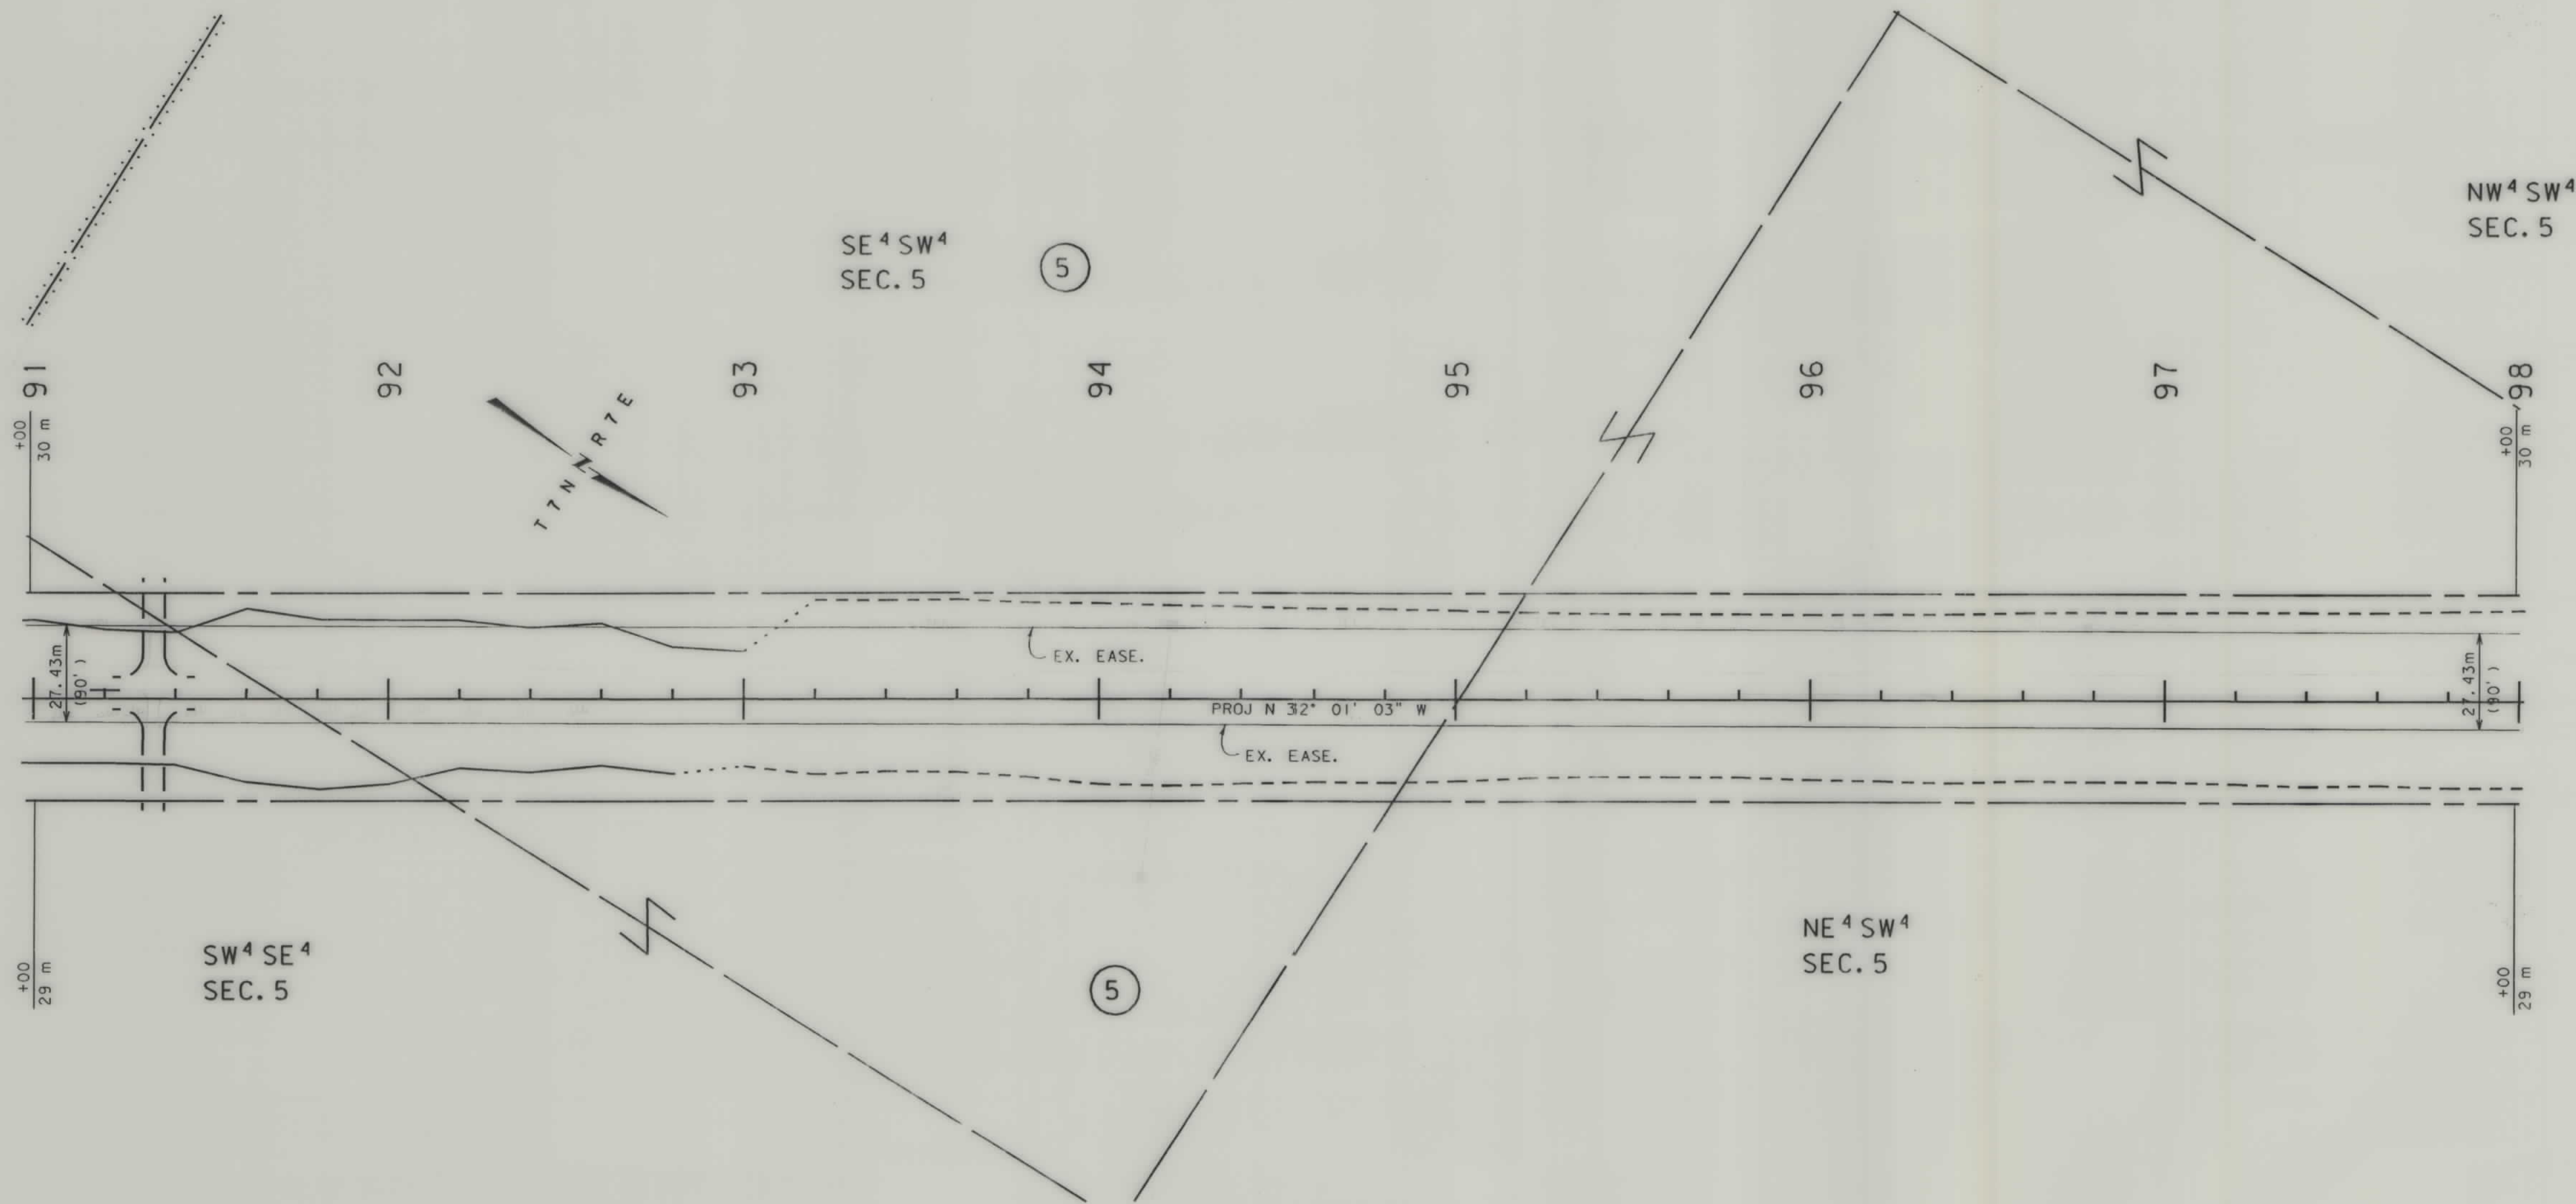 NW⁴ SW⁴
SEC. 5
SE⁴ SW⁴
SEC. 5
5
91
92
93
94
95
96
97
98
+00
30 m
+00
30 m
T 7 N
N
R 7 E
EX. EASE.
27.43m
(90')
27.43m
(90')
PROJ N 32° 01' 03" W
EX. EASE.
SW⁴ SE⁴
SEC. 5
5
NE⁴ SW⁴
SEC. 5
+00
29 m
+00
29 m